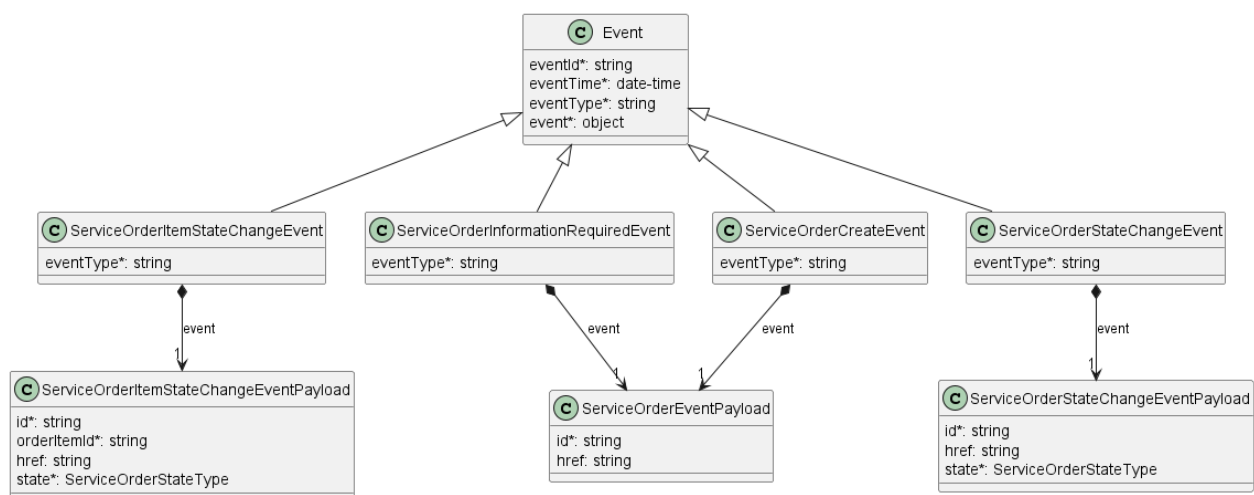 C Event
eventId*: string
eventTime*: date-time
eventType*: string
event*: object
C ServiceOrderItemStateChangeEvent
eventType*: string
C ServiceOrderInformationRequiredEvent
eventType*: string
C ServiceOrderCreateEvent
eventType*: string
C ServiceOrderStateChangeEvent
eventType*: string
event
1
event
1
event
1
event
1
C ServiceOrderItemStateChangeEventPayload
id*: string
orderItemId*: string
href: string
state*: ServiceOrderStateType
C ServiceOrderEventPayload
id*: string
href: string
C ServiceOrderStateChangeEventPayload
id*: string
href: string
state*: ServiceOrderStateType